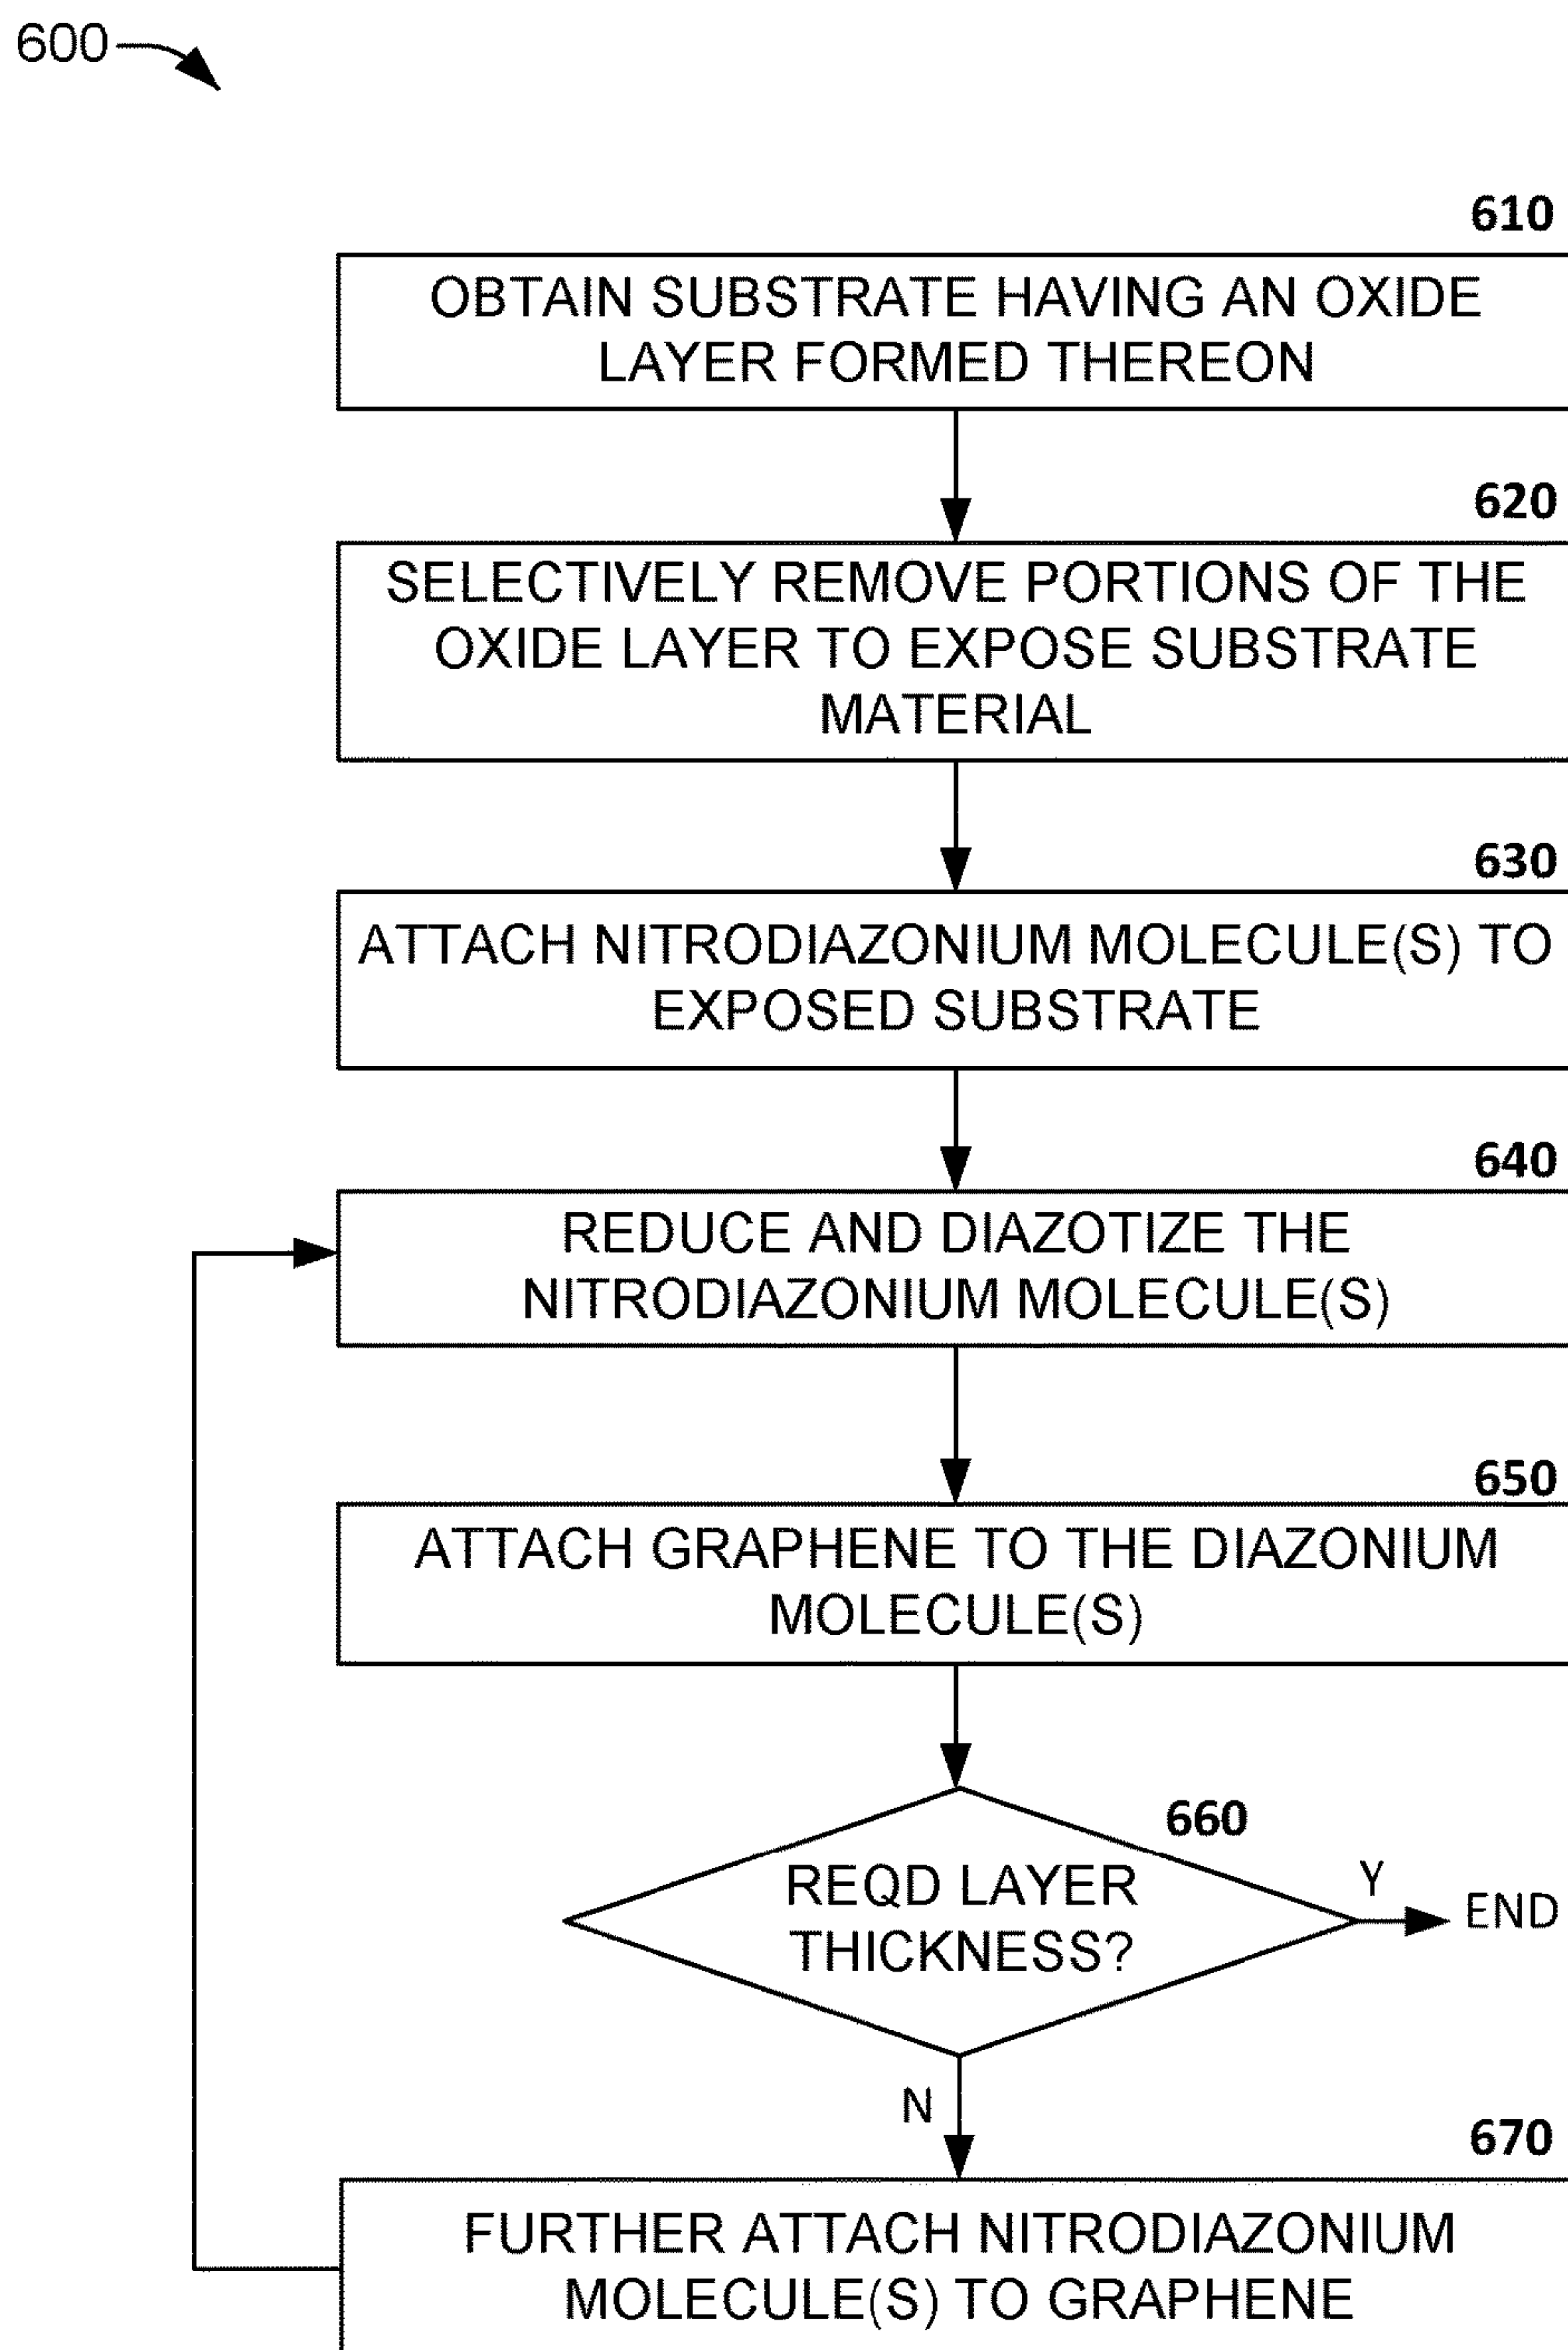 600
610
OBTAIN SUBSTRATE HAVING AN OXIDE
LAYER FORMED THEREON
620
SELECTIVELY REMOVE PORTIONS OF THE
OXIDE LAYER TO EXPOSE SUBSTRATE
MATERIAL
630
ATTACH NITRODIAZONIUM MOLECULE(S) TO
EXPOSED SUBSTRATE
640
REDUCE AND DIAZOTIZE THE
NITRODIAZONIUM MOLECULE(S)
650
ATTACH GRAPHENE TO THE DIAZONIUM
MOLECULE(S)
660
REQD LAYER
THICKNESS?
Y
END
N
670
FURTHER ATTACH NITRODIAZONIUM
MOLECULE(S) TO GRAPHENE